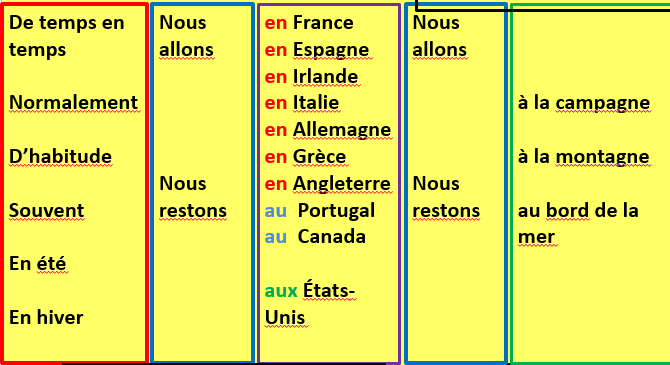 De temps en
temps
Normalement
D’habitude
Souvent
En été
En hiver
Nous
allons
Nous
restons
en France
en Espagne
en Irlande
en Italie
en Allemagne
en Grèce
en Angleterre
au Portugal
au Canada
aux États-
Unis
Nous
allons
Nous
restons
à la campagne
à la montagne
au bord de la
mer